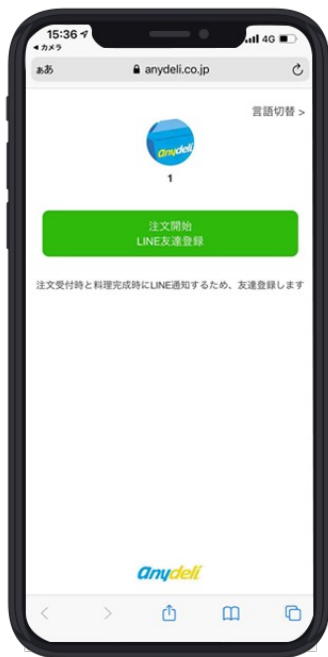 15:36
4G
カメラ
ああ
anydeli.co.jp
言語切替 >
anydeli
1
注文開始
LINE友達登録
注文受付時と料理完成時にLINE通知するため、友達登録します
anydeli